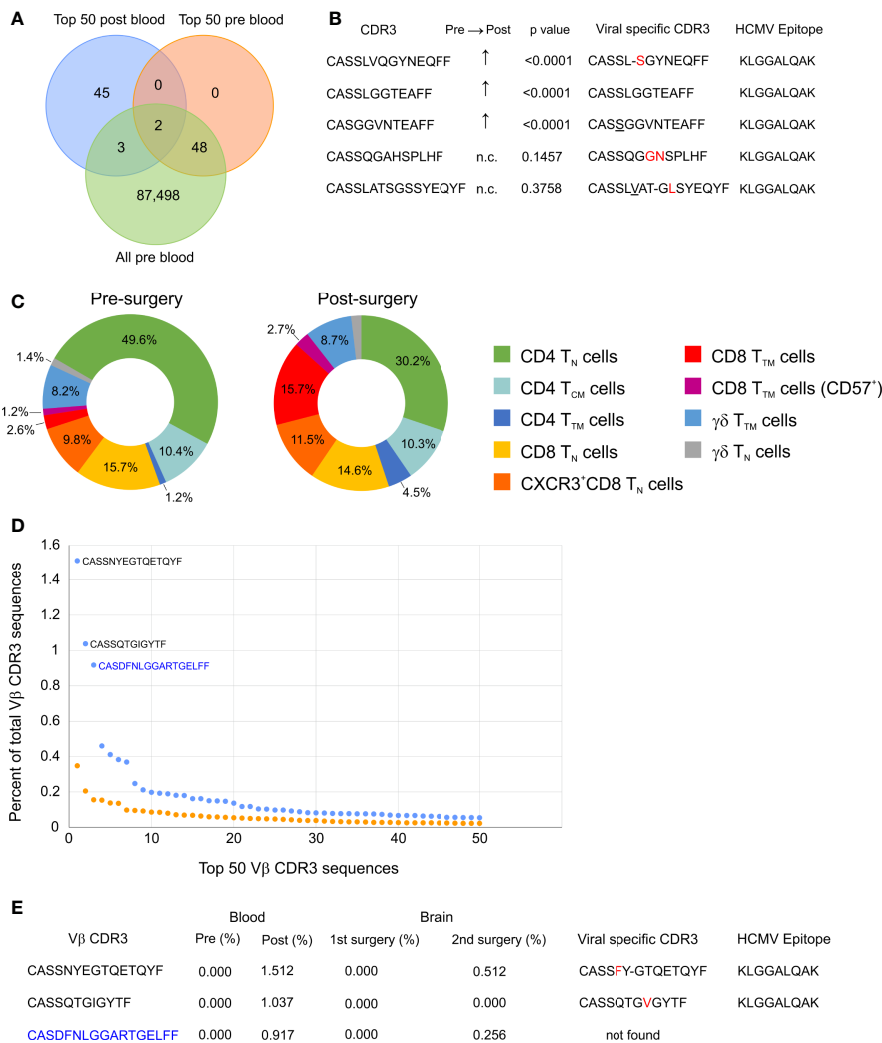 A
Top 50 post blood
Top 50 pre blood
45
0
0
2
3
48
87,498
All pre blood
B
CDR3 Pre → Post p value Viral specific CDR3 HCMV Epitope
CASSLVQGYNEQFF ↑ <0.0001 CASSL-SGYNEQFF KLGGALQAK
CASSLGGTEAFF ↑ <0.0001 CASSLGGTEAFF KLGGALQAK
CASGGVNTEAFF ↑ <0.0001 CASSGGVNTEAFF KLGGALQAK
CASSQGAHSPLHF n.c. 0.1457 CASSQGGNSPLHF KLGGALQAK
CASSLATSGSSYEQYF n.c. 0.3758 CASSLVAT-GLSYEQYF KLGGALQAK
C
Pre-surgery
49.6%
10.4%
1.2%
15.7%
9.8%
2.6%
1.2%
8.2%
1.4%
Post-surgery
30.2%
10.3%
4.5%
14.6%
11.5%
15.7%
2.7%
8.7%
CD4 TN cells
CD4 TCM cells
CD4 TTM cells
CD8 TN cells
CXCR3+CD8 TN cells
CD8 TTM cells
CD8 TTM cells (CD57+)
γδ TTM cells
γδ TN cells
D
Percent of total Vβ CDR3 sequences
1.6
1.4
1.2
1
0.8
0.6
0.4
0.2
0
CASSNYEGTQETQYF
CASSQTGIGYTF
CASDFNLGGARTGELFF
0 10 20 30 40 50
Top 50 Vβ CDR3 sequences
E
Blood Brain
Vβ CDR3 Pre (%) Post (%) 1st surgery (%) 2nd surgery (%) Viral specific CDR3 HCMV Epitope
CASSNYEGTQETQYF 0.000 1.512 0.000 0.512 CASSFY-GTQETQYF KLGGALQAK
CASSQTGIGYTF 0.000 1.037 0.000 0.000 CASSQTGVGYTF KLGGALQAK
CASDFNLGGARTGELFF 0.000 0.917 0.000 0.256 not found